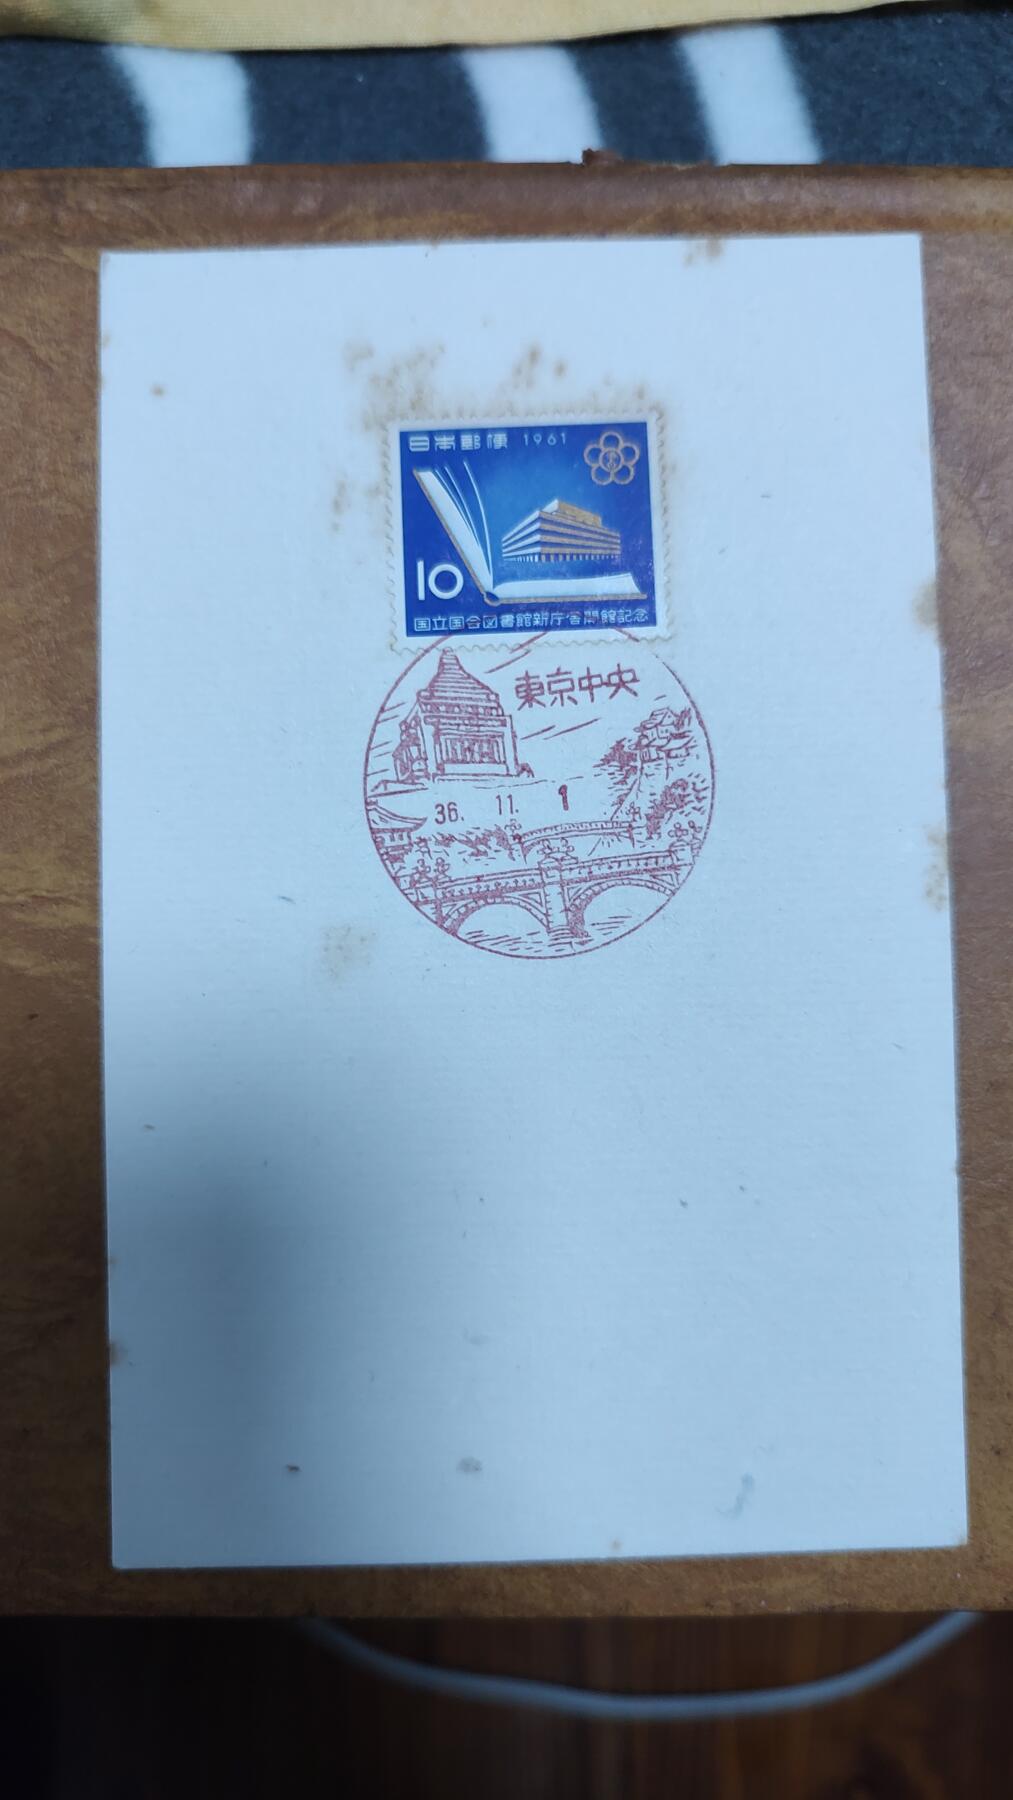 日本郵便 1961
10
国立国会図書館新庁舎開館記念
東京中央
36. 11. 1